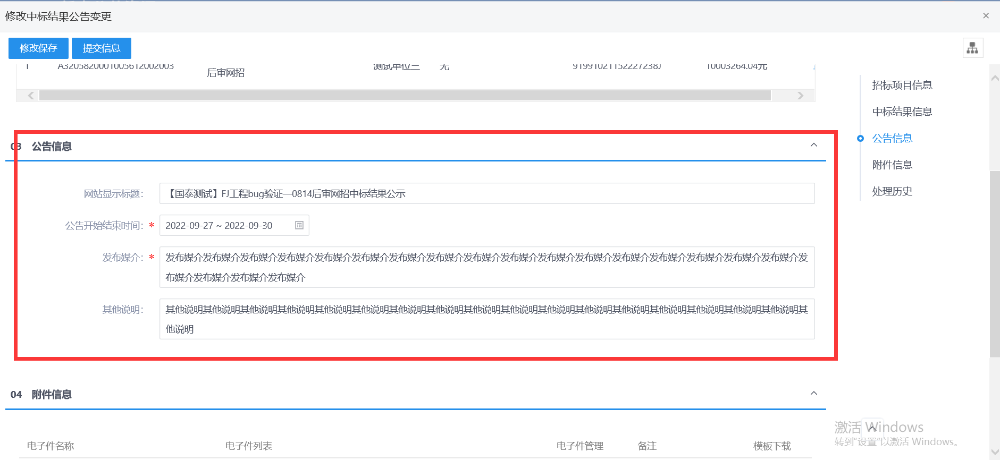 修改中标结果公告变更
修改保存 提交信息
1 A3205820001005612002003 后审网招 测试单位三 无 91991021152227238J 10003264.04元
03 公告信息
网站显示标题： 【国泰测试】FJ工程bug验证—0814后审网招中标结果公示
公告开始结束时间： * 2022-09-27 ~ 2022-09-30
发布媒介： * 发布媒介发布媒介发布媒介发布媒介发布媒介发布媒介发布媒介发布媒介发布媒介发布媒介发布媒介发布媒介发布媒介发布媒介发布媒介发布媒介发布媒介发
布媒介发布媒介发布媒介发布媒介
其他说明： 其他说明其他说明其他说明其他说明其他说明其他说明其他说明其他说明其他说明其他说明其他说明其他说明其他说明其他说明其他说明其他说明其他说明其
他说明
04 附件信息
电子件名称 电子件列表 电子件管理 备注 模板下载
招标项目信息
中标结果信息
公告信息
附件信息
处理历史
激活 Windows
转到“设置”以激活 Windows。